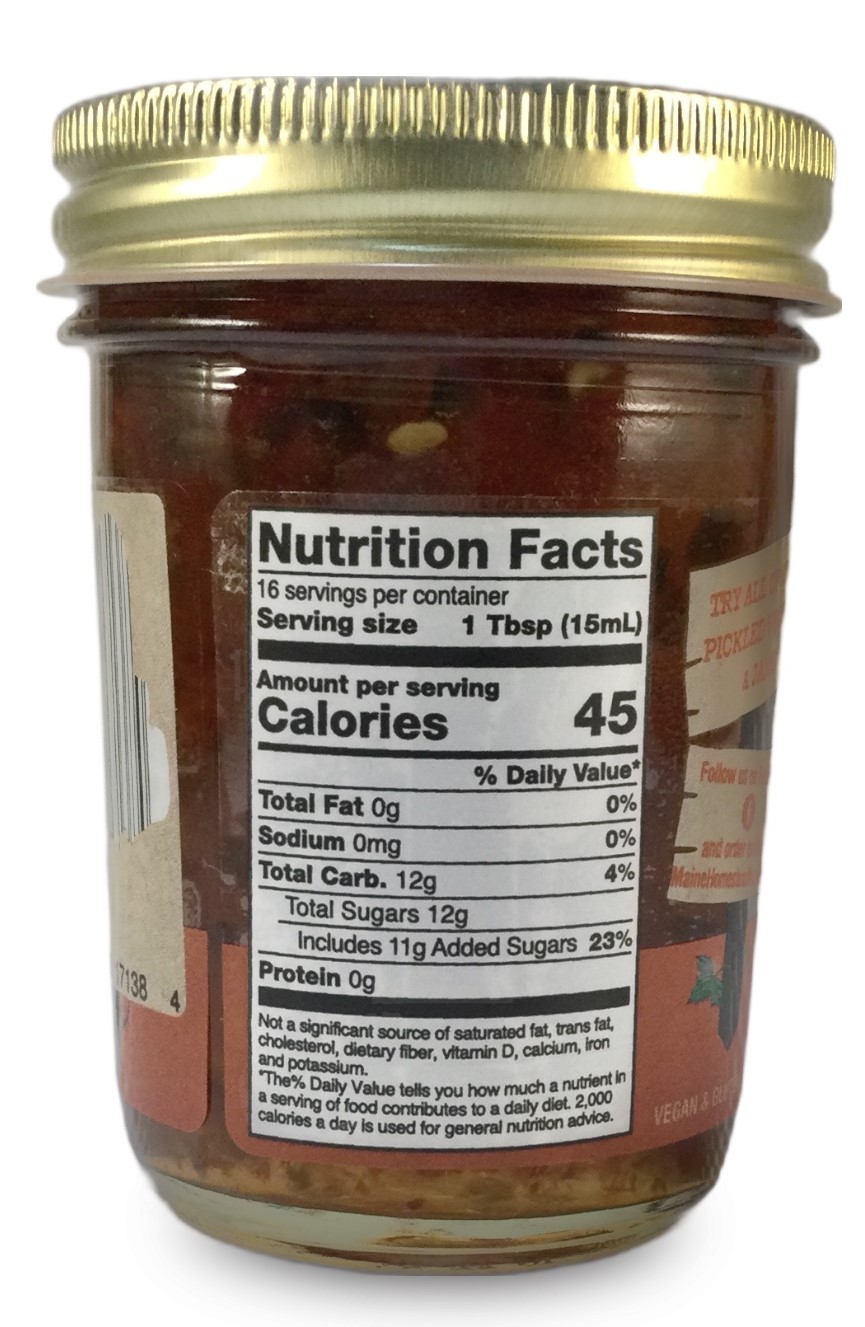 Nutrition Facts
16 servings per container
Serving size 1 Tbsp (15mL)
Amount per serving
Calories 45
% Daily Value*
Total Fat 0g 0%
Sodium 0mg 0%
Total Carb. 12g 4%
Total Sugars 12g
Includes 11g Added Sugars 23%
Protein 0g
Not a significant source of saturated fat, trans fat,
cholesterol, dietary fiber, vitamin D, calcium, iron
and potassium.
*The% Daily Value tells you how much a nutrient in
a serving of food contributes to a daily diet. 2,000
calories a day is used for general nutrition advice.
7138 4
TRY ALL
PICKLED
Follow us on
and order
VEGAN &